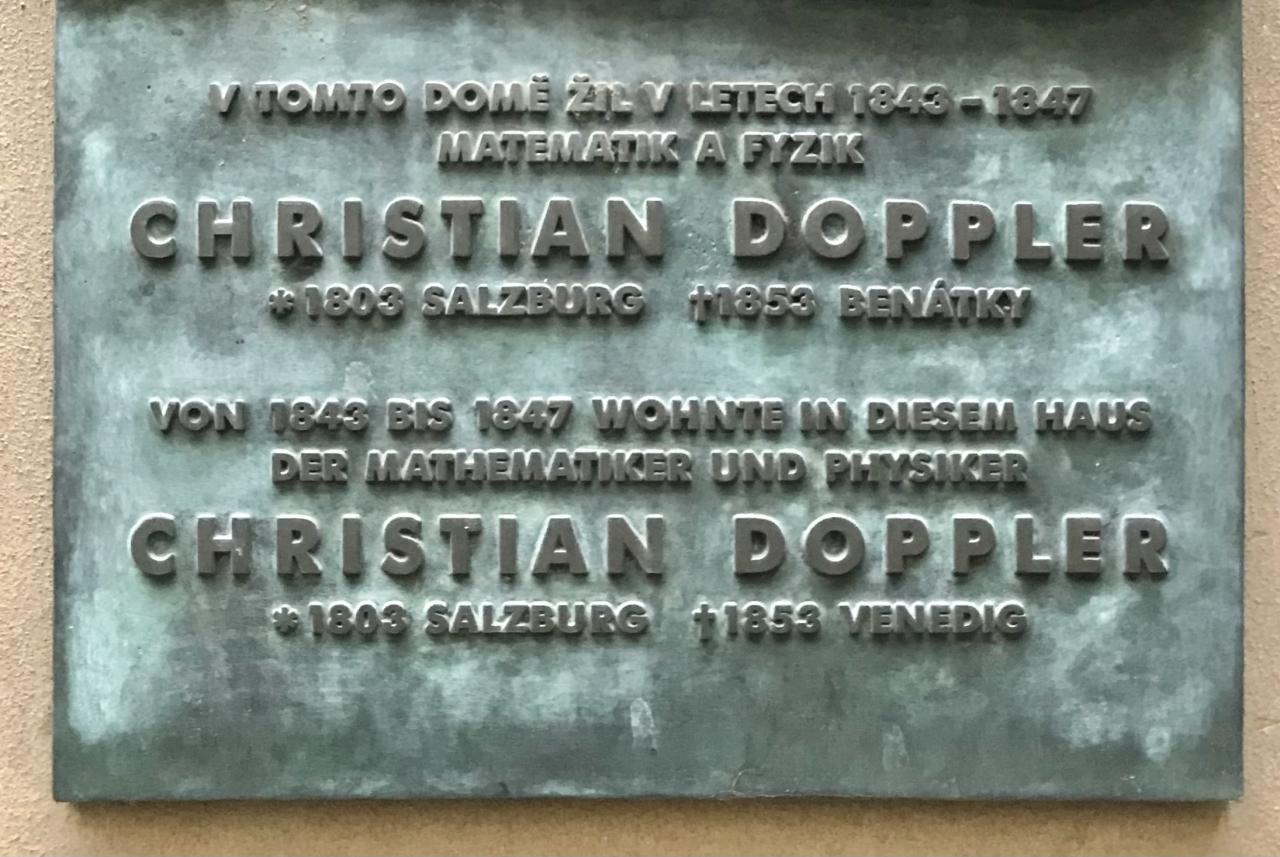 V TOMTO DOMĚ ŽIL V LETECH 1843 – 1847
MATEMATIK A FYZIK
CHRISTIAN DOPPLER
* 1803 SALZBURG †1853 BENÁTKY
VON 1843 BIS 1847 WOHNTE IN DIESEM HAUS
DER MATHEMATIKER UND PHYSIKER
CHRISTIAN DOPPLER
* 1803 SALZBURG †1853 VENEDIG